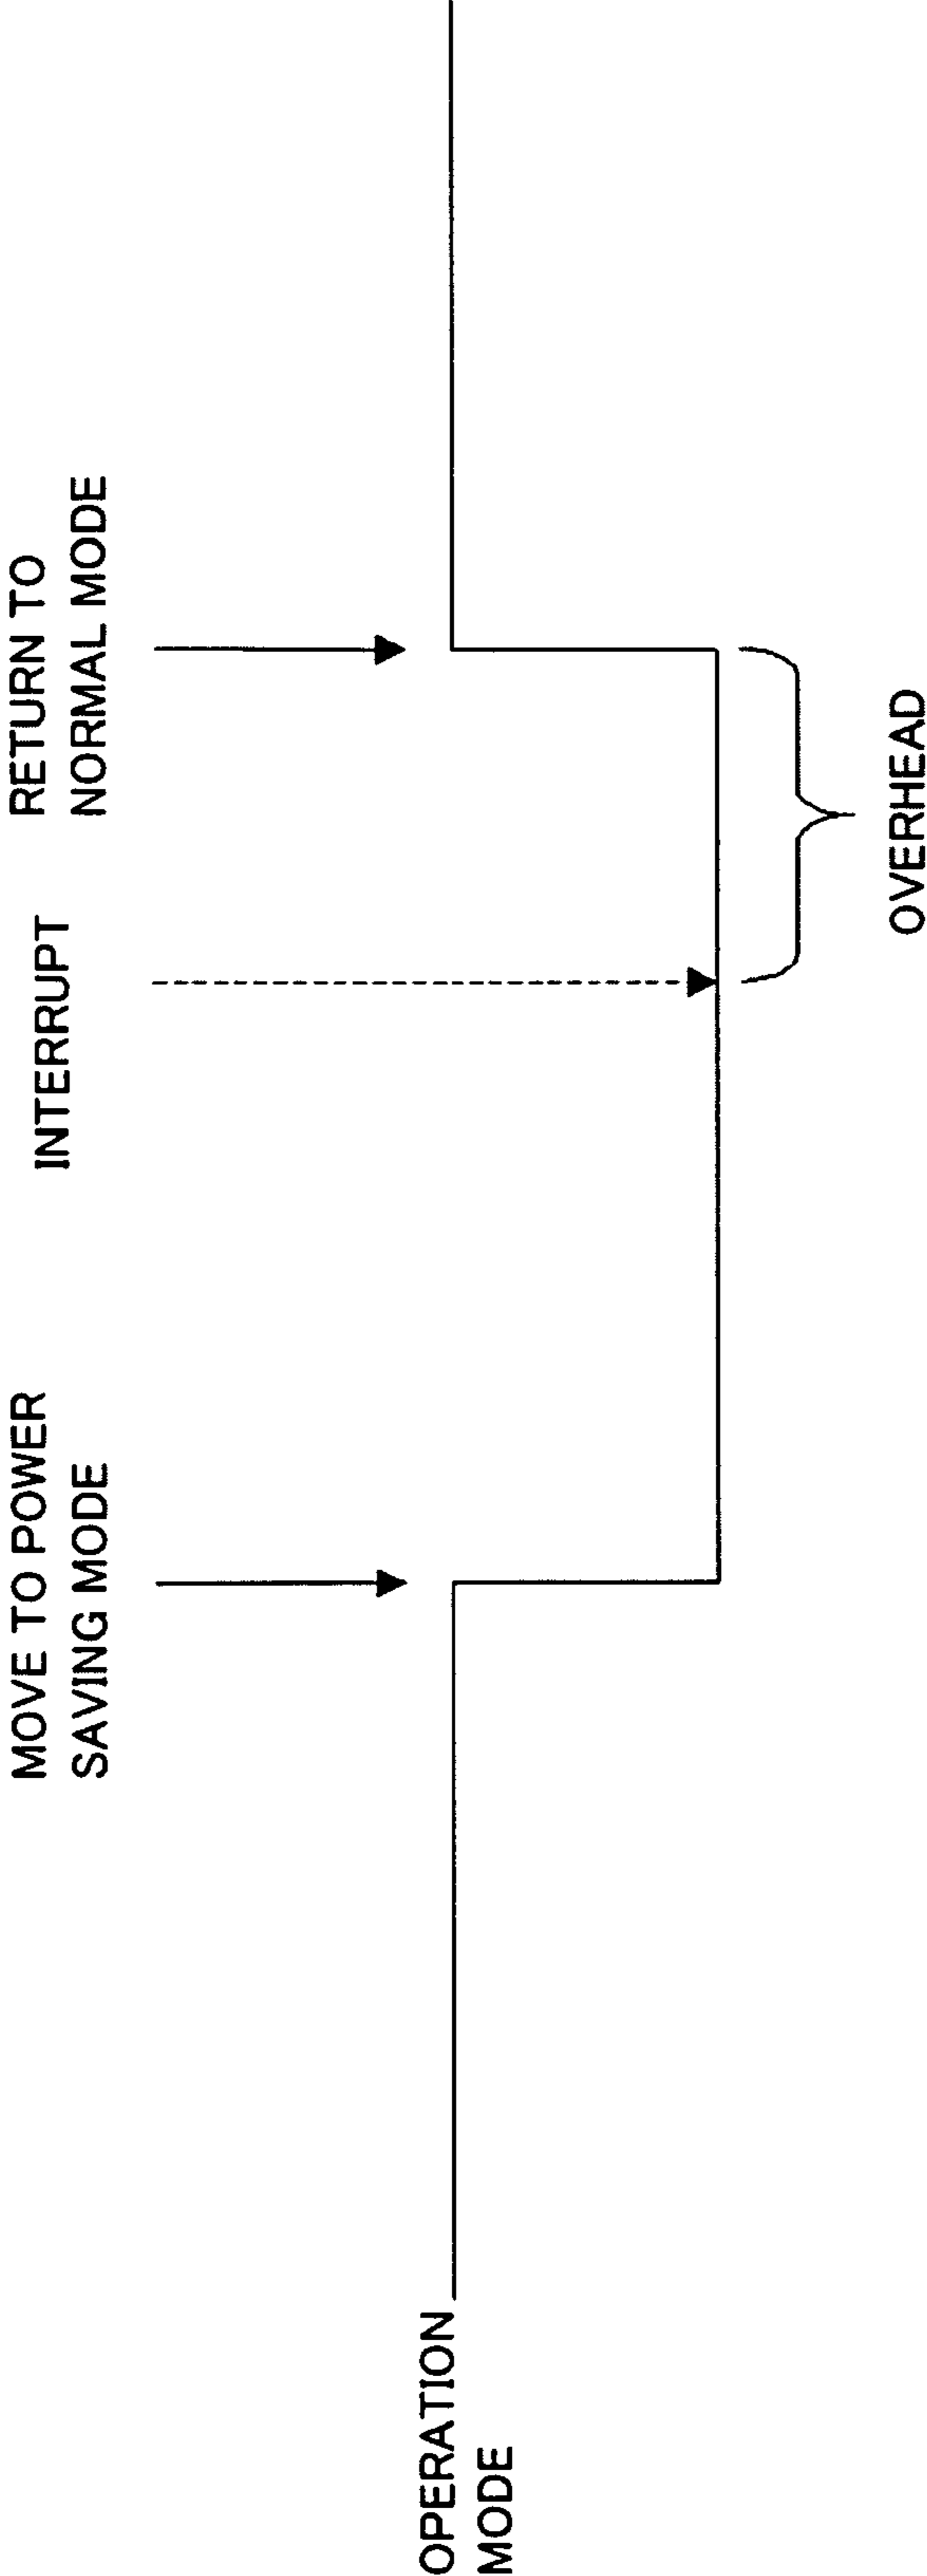 MOVE TO POWER
SAVING MODE
INTERRUPT
RETURN TO
NORMAL MODE
OPERATION
MODE
OVERHEAD